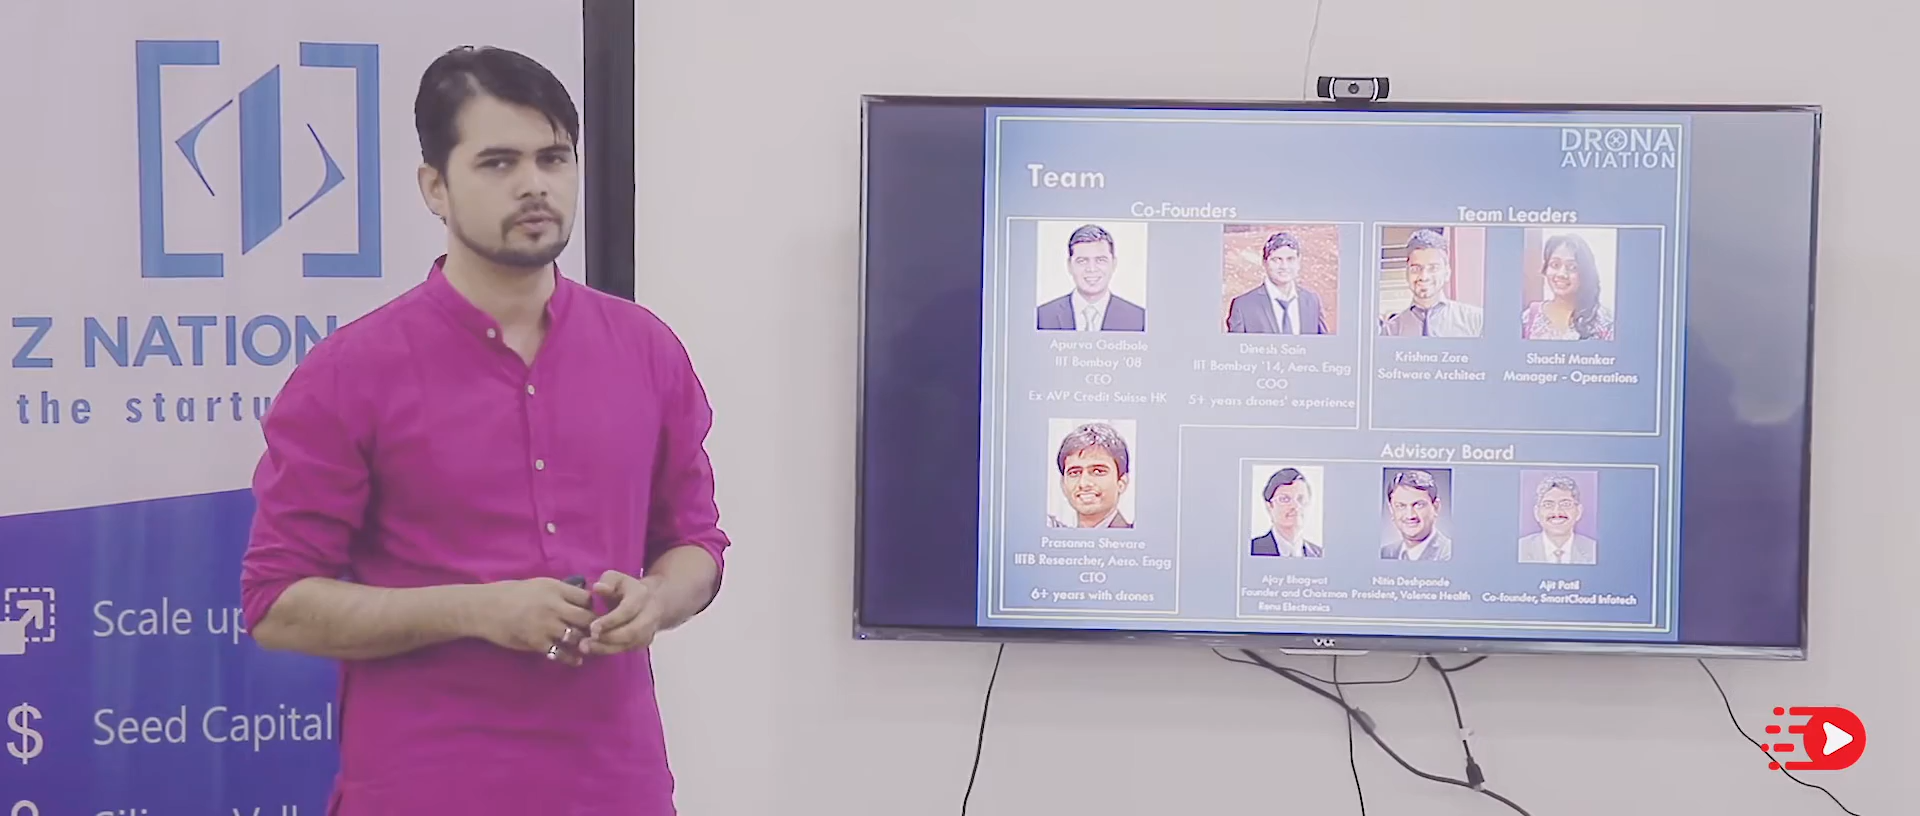 Z NATION
the startu
Scale up
$ Seed Capital
DRONA
AVIATION
Team
Co-Founders
Team Leaders
Apurva Godbole
IIT Bombay '08
CEO
Ex AVP Credit Suisse HK
Dinesh Sain
IIT Bombay '14, Aero. Engg
COO
5+ years drones' experience
Krishna Zore
Software Architect
Shachi Mankar
Manager - Operations
Prasanna Shevare
IITB Researcher, Aero. Engg
CTO
6+ years with drones
Advisory Board
Ajay Bhagwat
Founder and Chairman
Renu Electronics
Nitin Deshpande
President, Valence Health
Ajit Patil
Co-founder, SmartCloud Infotech